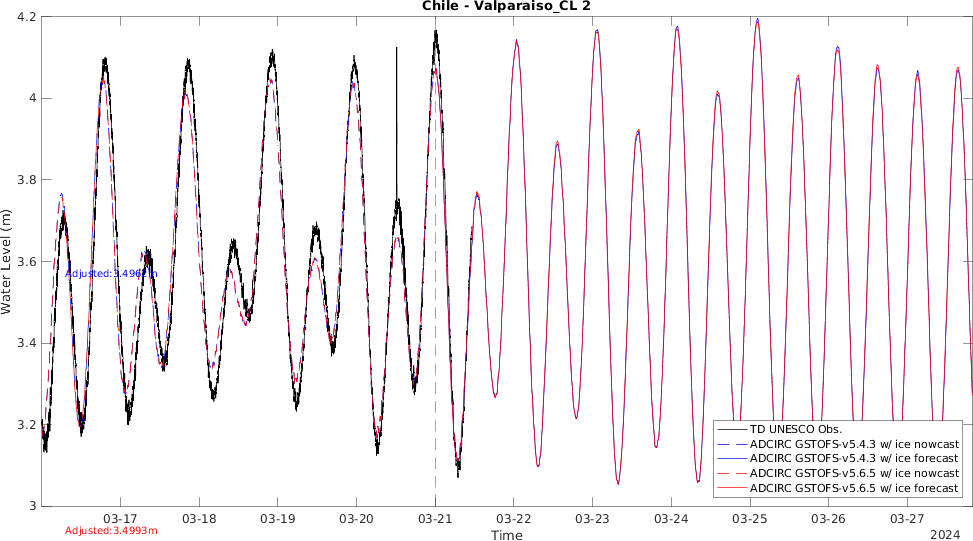 Chile - Valparaiso_CL 2
4.2
4
3.8
3.6
3.4
3.2
3
Water Level (m)
Adjusted:3.4962m
Adjusted:3.4993m
03-17
03-18
03-19
03-20
03-21
03-22
03-23
03-24
03-25
03-26
03-27
Time
2024
TD UNESCO Obs.
ADCIRC GSTOFS-v5.4.3 w/ ice nowcast
ADCIRC GSTOFS-v5.4.3 w/ ice forecast
ADCIRC GSTOFS-v5.6.5 w/ ice nowcast
ADCIRC GSTOFS-v5.6.5 w/ ice forecast